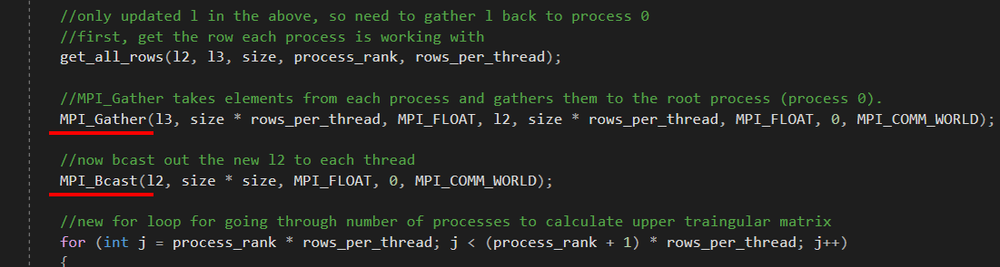 //only updated l in the above, so need to gather l back to process 0
//first, get the row each process is working with
get_all_rows(l2, l3, size, process_rank, rows_per_thread);
//MPI_Gather takes elements from each process and gathers them to the root process (process 0).
MPI_Gather(l3, size * rows_per_thread, MPI_FLOAT, l2, size * rows_per_thread, MPI_FLOAT, 0, MPI_COMM_WORLD);
//now bcast out the new l2 to each thread
MPI_Bcast(l2, size * size, MPI_FLOAT, 0, MPI_COMM_WORLD);
//new for loop for going through number of processes to calculate upper traingular matrix
for (int j = process_rank * rows_per_thread; j < (process_rank + 1) * rows_per_thread; j++)
{